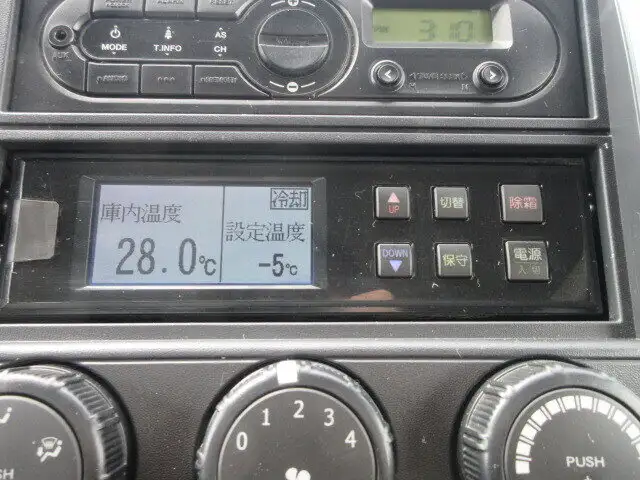 MODE
T.INFO
AS
CH
3:10
冷却
庫内温度
28.0℃
設定温度
-5℃
UP
切替
除霜
DOWN
保守
電源
入/切
0 1 2 3 4
PUSH